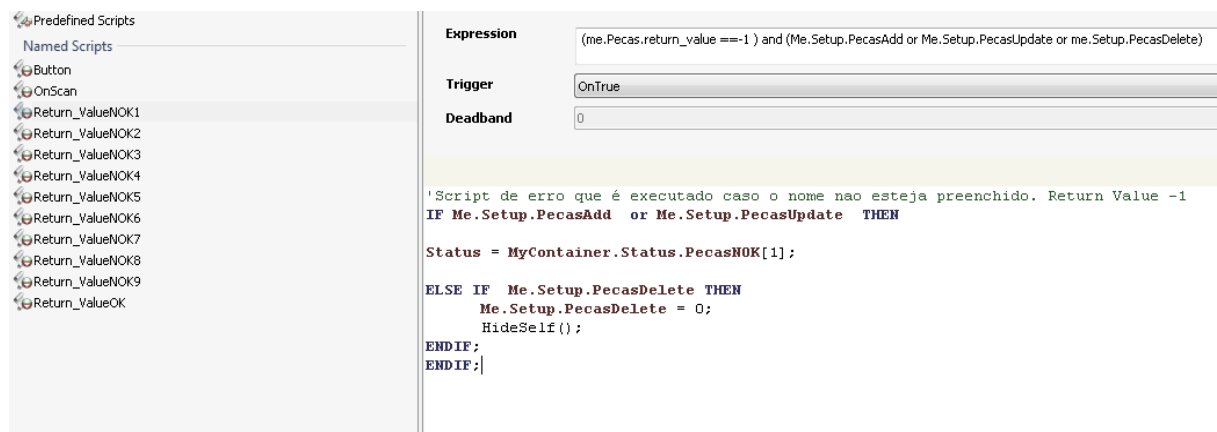 Predefined Scripts
Named Scripts
Button
OnScan
Return_ValueNOK1
Return_ValueNOK2
Return_ValueNOK3
Return_ValueNOK4
Return_ValueNOK5
Return_ValueNOK6
Return_ValueNOK7
Return_ValueNOK8
Return_ValueNOK9
Return_ValueOK
Expression (me.Pecas.return_value ==-1 ) and (Me.Setup.PecasAdd or Me.Setup.PecasUpdate or me.Setup.PecasDelete)
Trigger OnTrue
Deadband 0
'Script de erro que é executado caso o nome nao esteja preenchido. Return Value -1
IF Me.Setup.PecasAdd or Me.Setup.PecasUpdate THEN
Status = MyContainer.Status.PecasNOK[1];
ELSE IF Me.Setup.PecasDelete THEN
Me.Setup.PecasDelete = 0;
HideSelf();
ENDIF;
ENDIF;